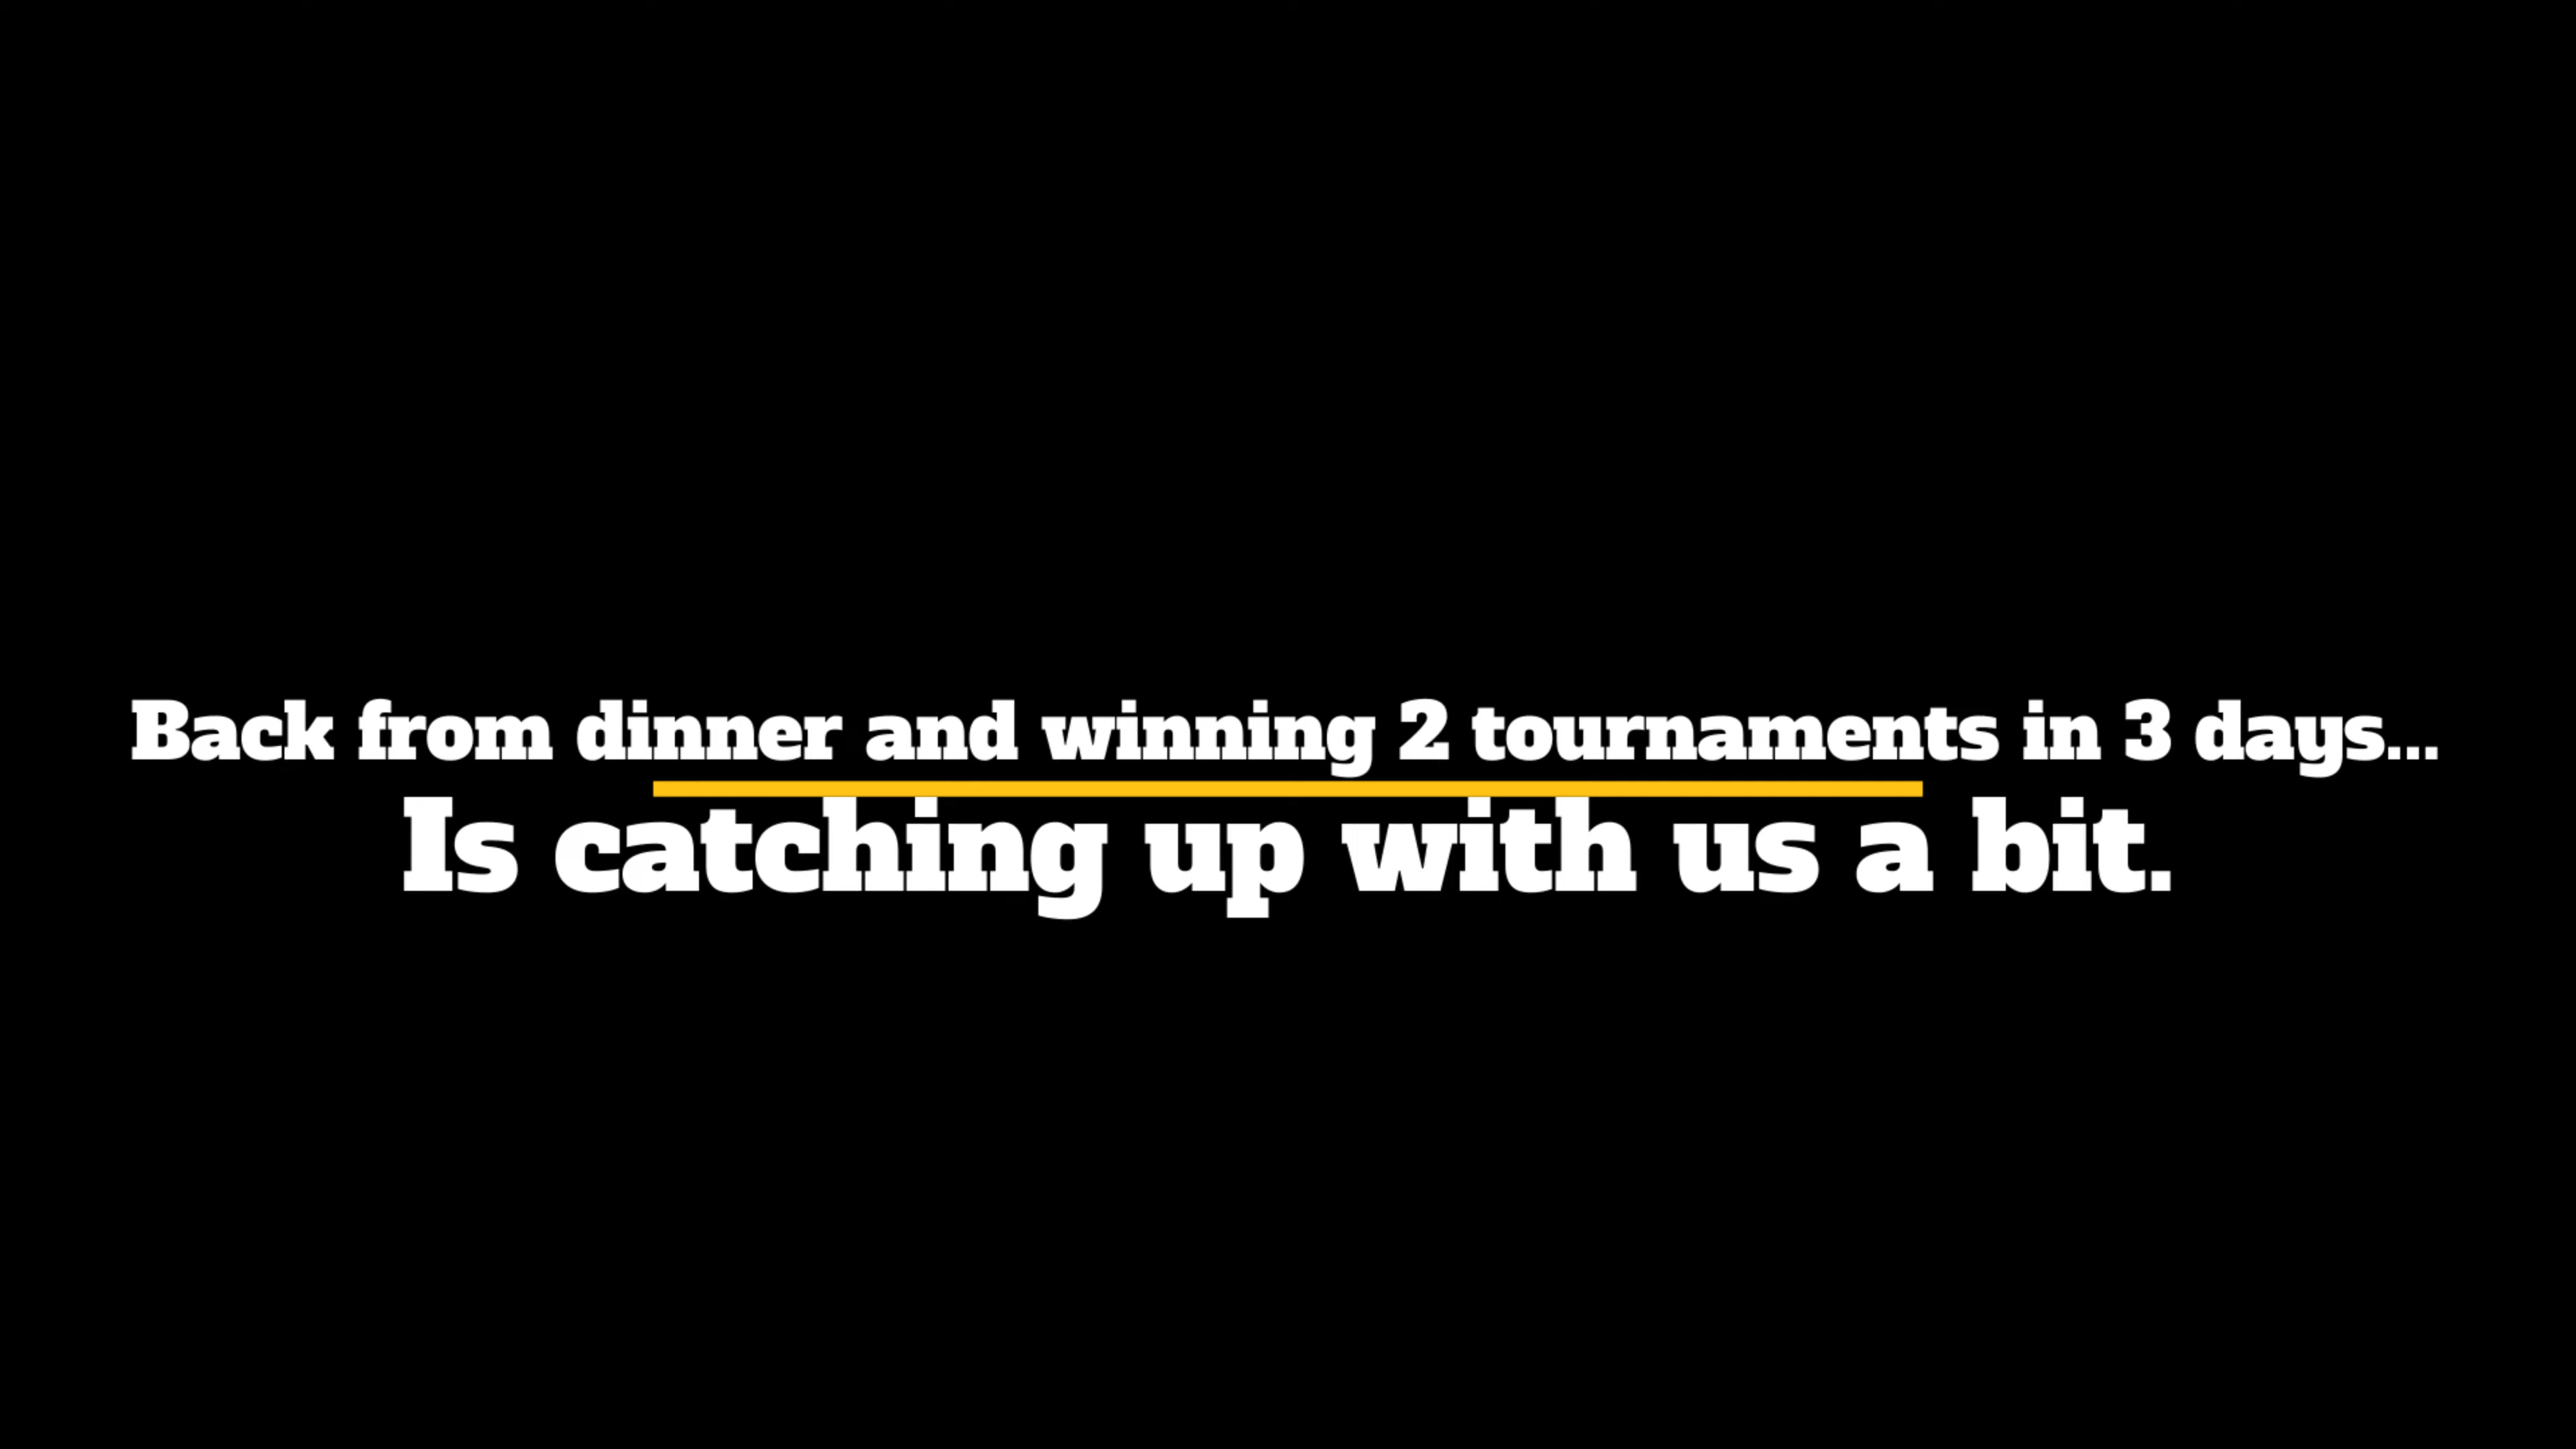 Back from dinner and winning 2 tournaments in 3 days...
Is catching up with us a bit.